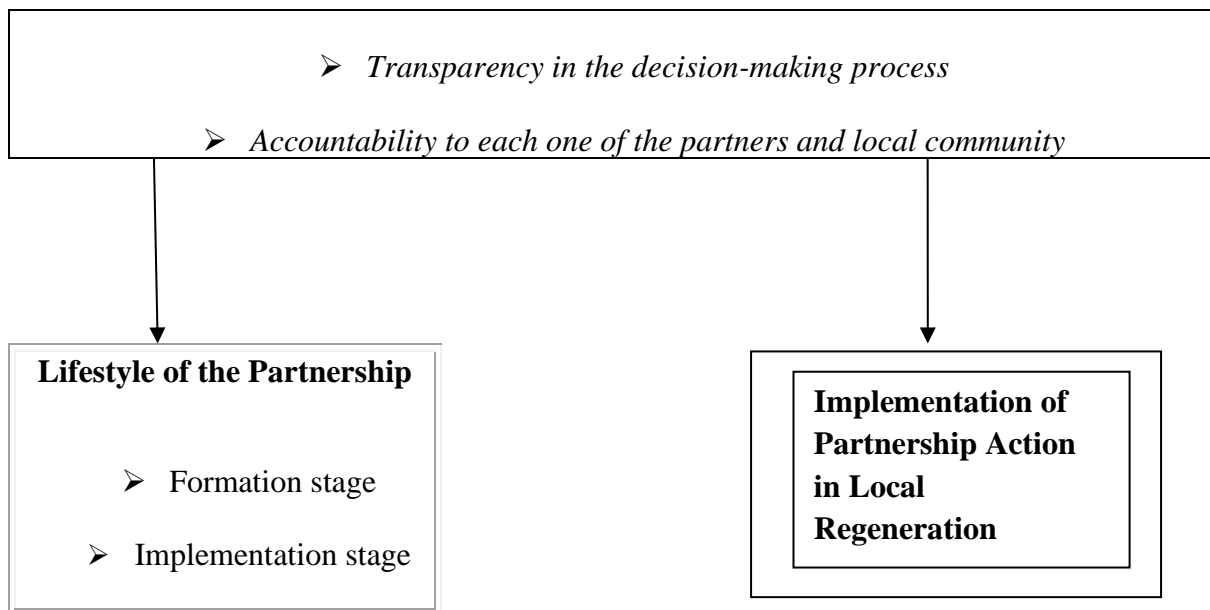 ➢ Transparency in the decision-making process
➢ Accountability to each one of the partners and local community
Lifestyle of the Partnership
➢ Formation stage
➢ Implementation stage
Implementation of
Partnership Action
in Local
Regeneration